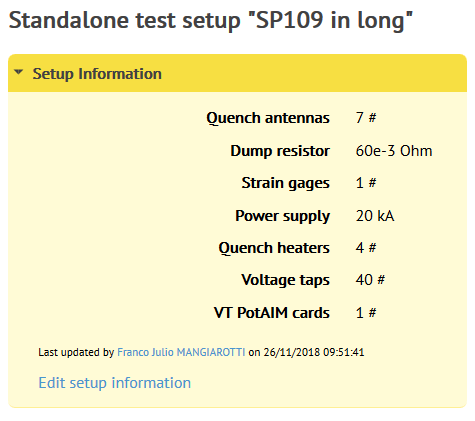 Standalone test setup "SP109 in long"
Setup Information
Quench antennas 7 #
Dump resistor 60e-3 Ohm
Strain gages 1 #
Power supply 20 kA
Quench heaters 4 #
Voltage taps 40 #
VT PotAIM cards 1 #
Last updated by Franco Julio MANGIAROTTI on 26/11/2018 09:51:41
Edit setup information